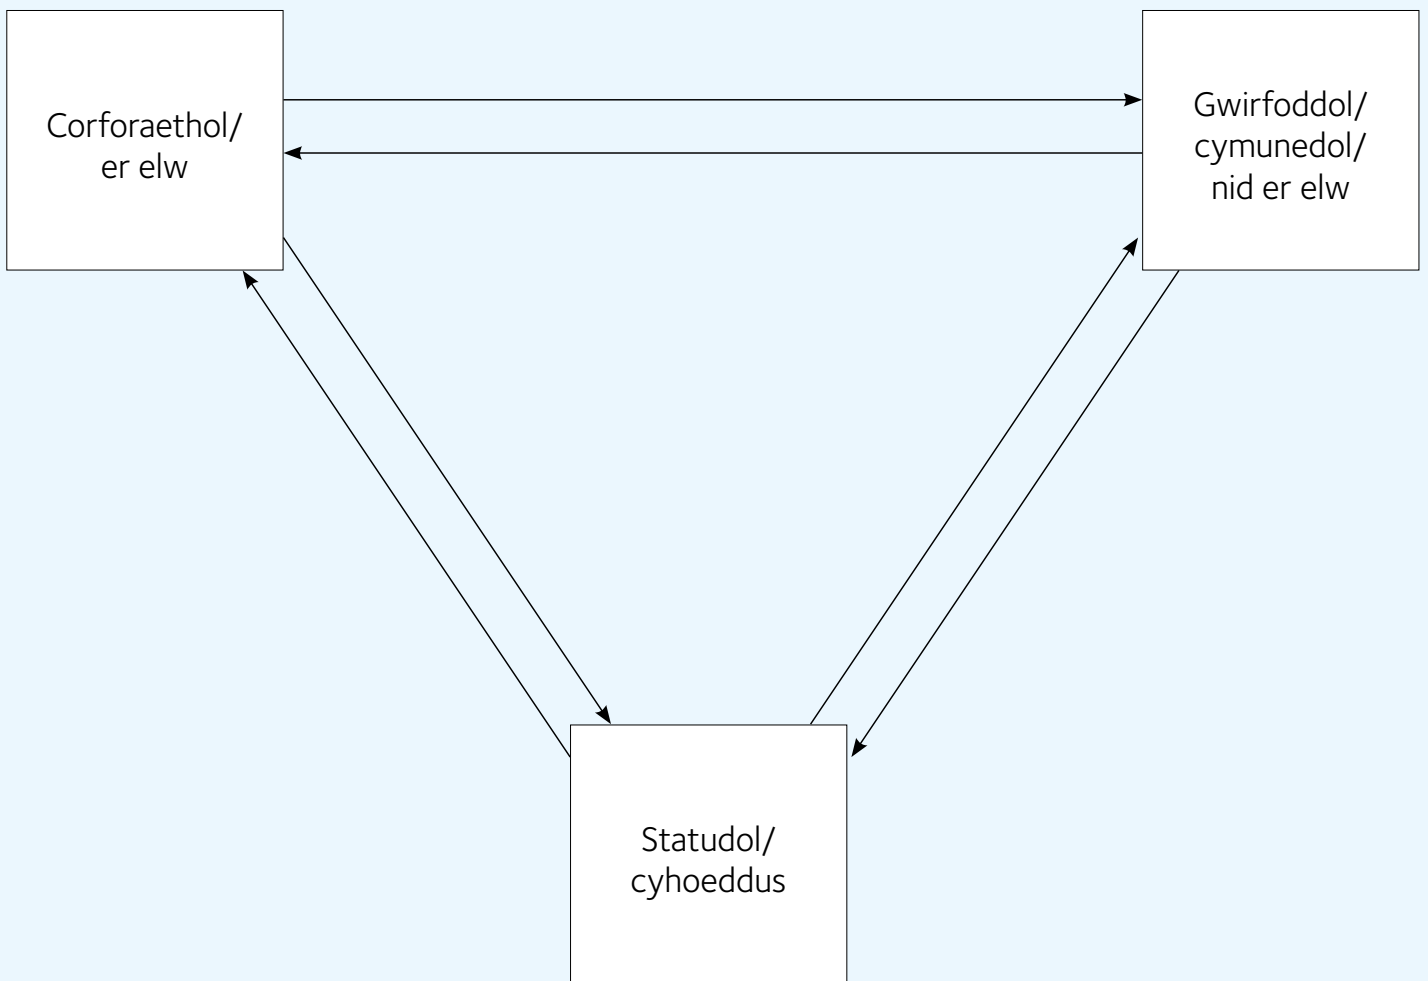 Corforaethol/
er elw
Gwirfoddol/
cymunedol/
nid er elw
Statudol/
cyhoeddus